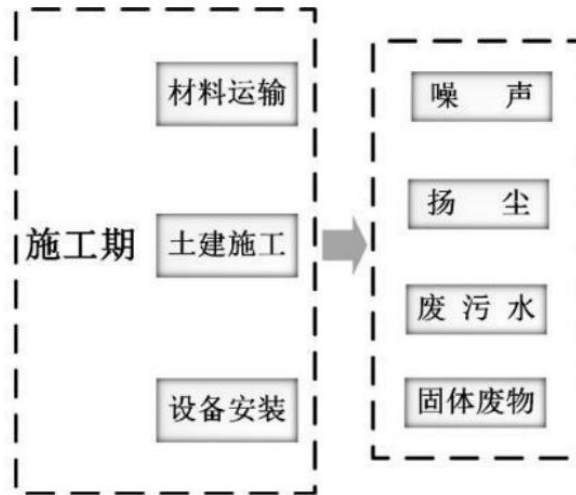 材料运输
施工期
土建施工
设备安装
噪声
扬尘
废污水
固体废物